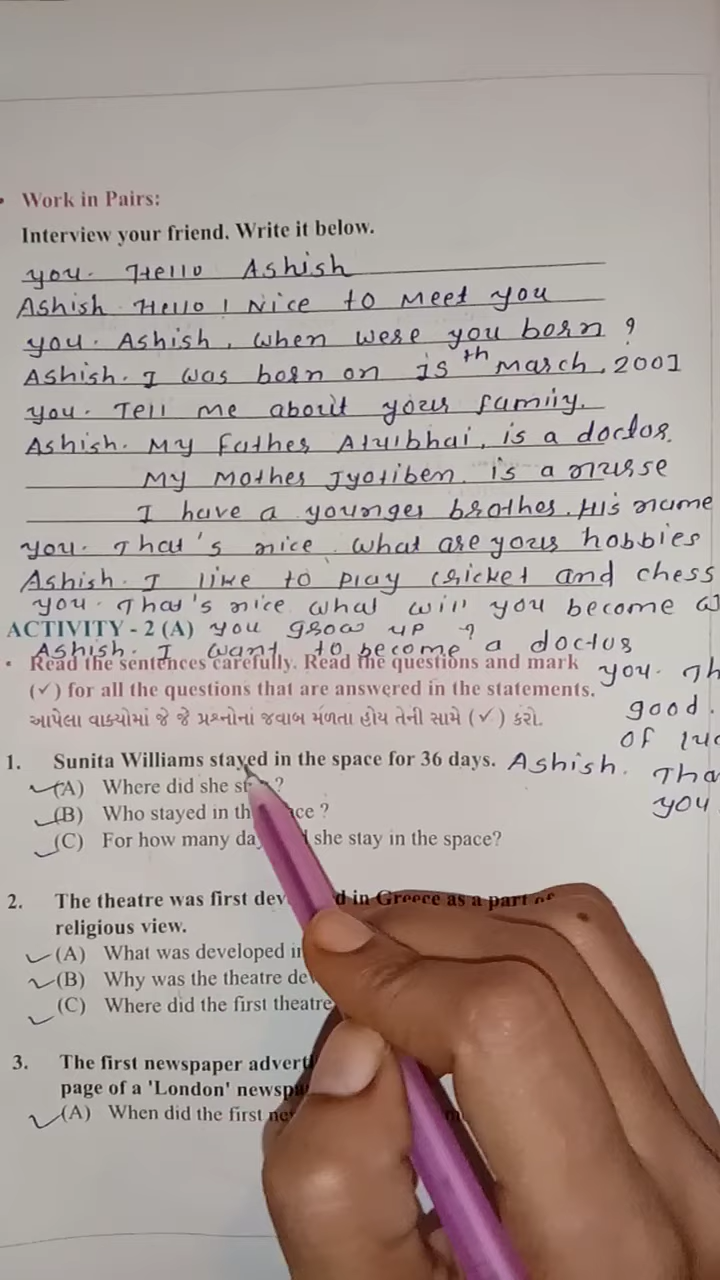 • Work in Pairs:
Interview your friend. Write it below.
you. Hello Ashish
Ashish. Hello! Nice to meet you
you. Ashish, when were you born?
Ashish. I was born on 15th March, 2001
you. Tell me about your family.
Ashish. My father Atulbhai, is a doctor.
My mother Jyotiben. is a nurse
I have a younger brother. His name
you. That's nice. what are your hobbies
Ashish. I like to play cricket and chess
you. That's nice what will you become
ACTIVITY - 2 (A) you grow up ?
Ashish. I want to become a doctor
• Read the sentences carefully. Read the questions and mark
(✓) for all the questions that are answered in the statements.
you. Th
good.
આપેલા વાક્યોમાં જે જે પ્રશ્નોનાં જવાબ મળતા હોય તેની સામે (✓) કરો.
of luc
1. Sunita Williams stayed in the space for 36 days. Ashish. Tha
you
(A) Where did she ?
(B) Who stayed in the ?
(C) For how many she stay in the space?
2. The theatre was first in Greece as a part of
religious view.
(A) What was developed
(B) Why was the theatre
(C) Where did the first theatre
3. The first newspaper
page of a 'London'
(A) When did the first